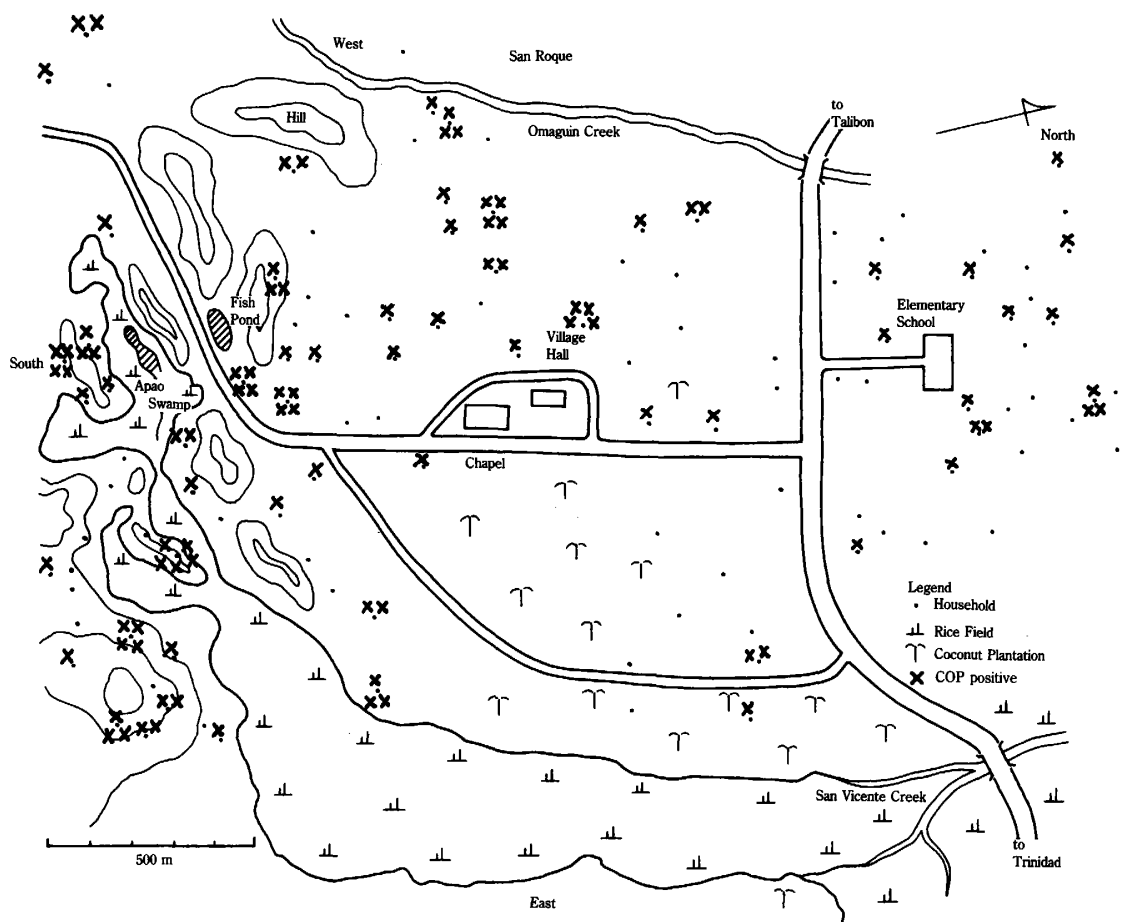 West
San Roque
to
Talibon
Hill
Omaguin Creek
North
Fish
Pond
Elementary
School
Village
Hall
South
Apao
Swamp
Chapel
Legend
Household
Rice Field
Coconut Plantation
COP positive
San Vicente Creek
500 m
to
Trinidad
East